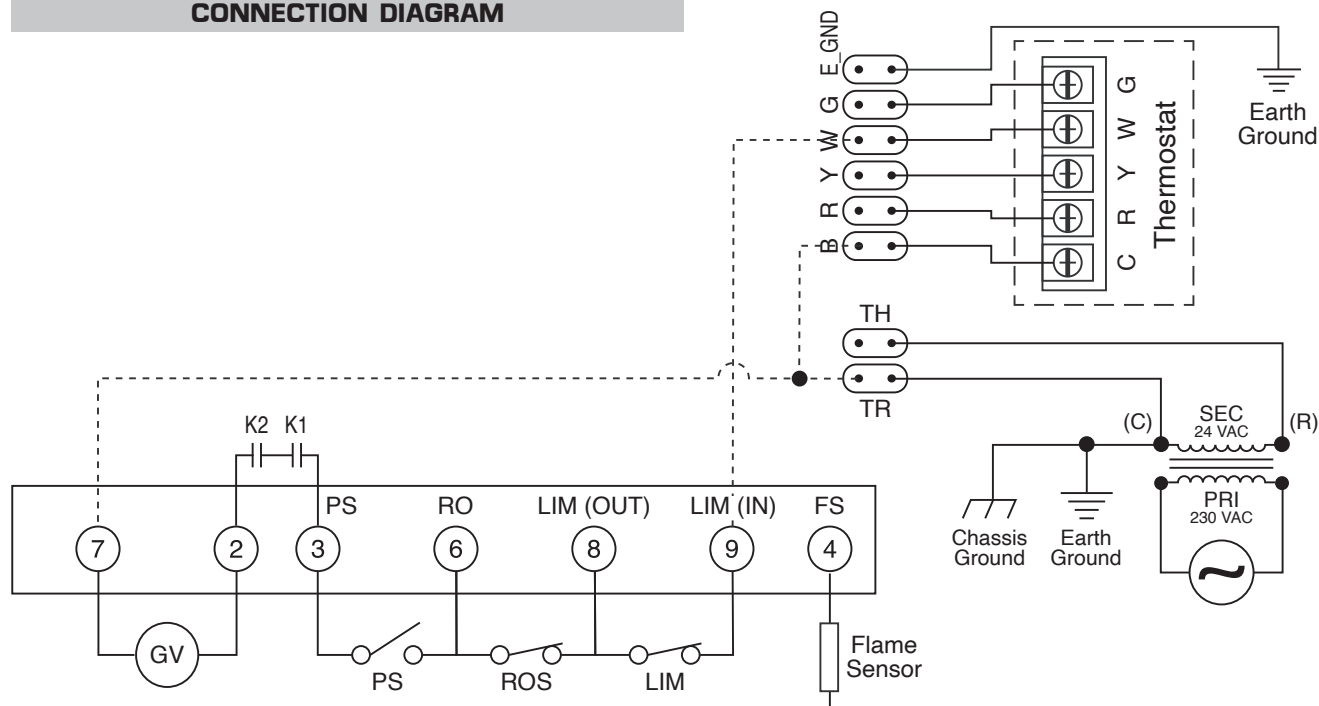 CONNECTION DIAGRAM
E_GND
G
W
Y
R
B
G
W
Y
R
C
Thermostat
Earth
Ground
TH
TR
(C)
SEC
24 VAC
(R)
PRI
230 VAC
Chassis
Ground
Earth
Ground
K2 K1
PS RO LIM (OUT) LIM (IN) FS
7 2 3 6 8 9 4
GV
PS ROS LIM
Flame
Sensor